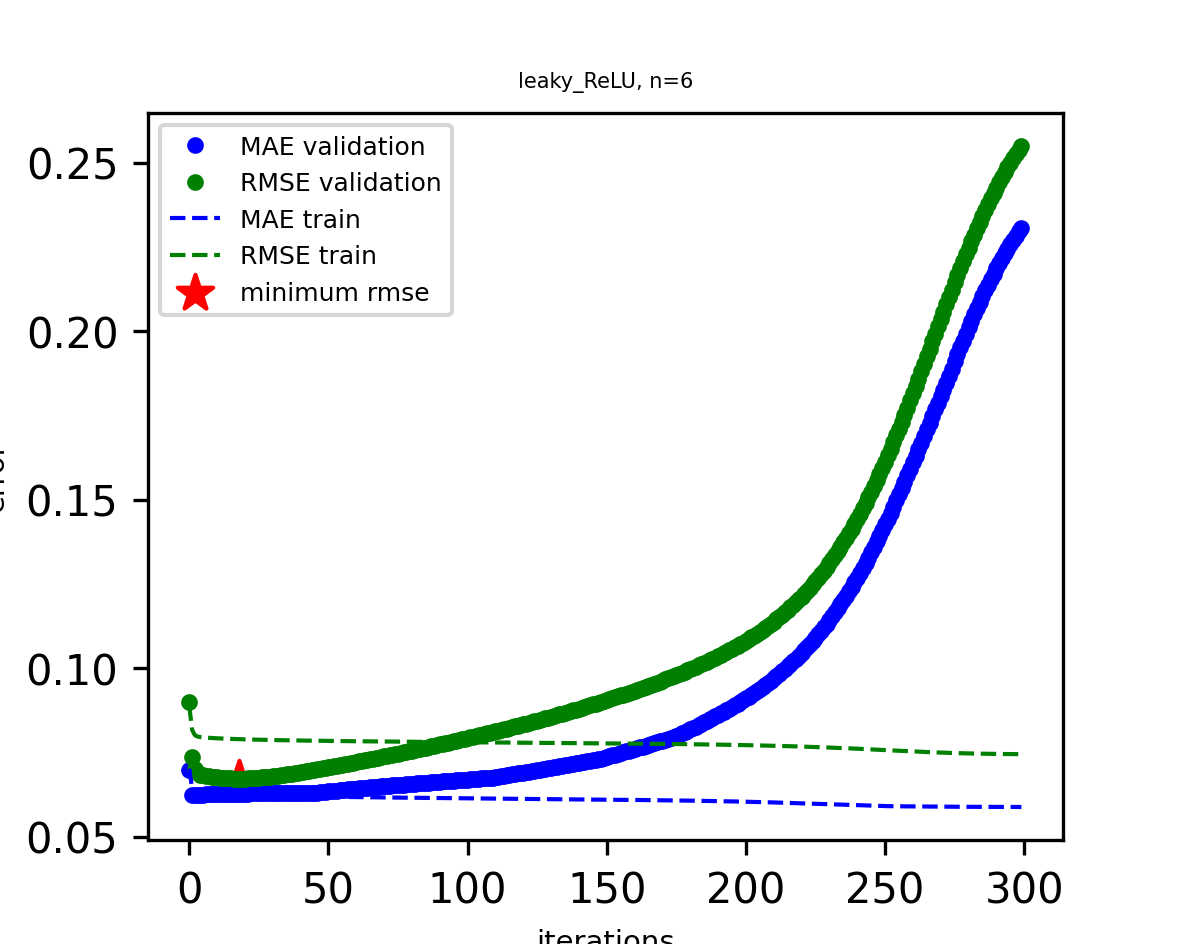 leaky_ReLU, n=6
MAE validation
RMSE validation
MAE train
RMSE train
minimum rmse
0.25
0.20
0.15
0.10
0.05
0 50 100 150 200 250 300
iterations